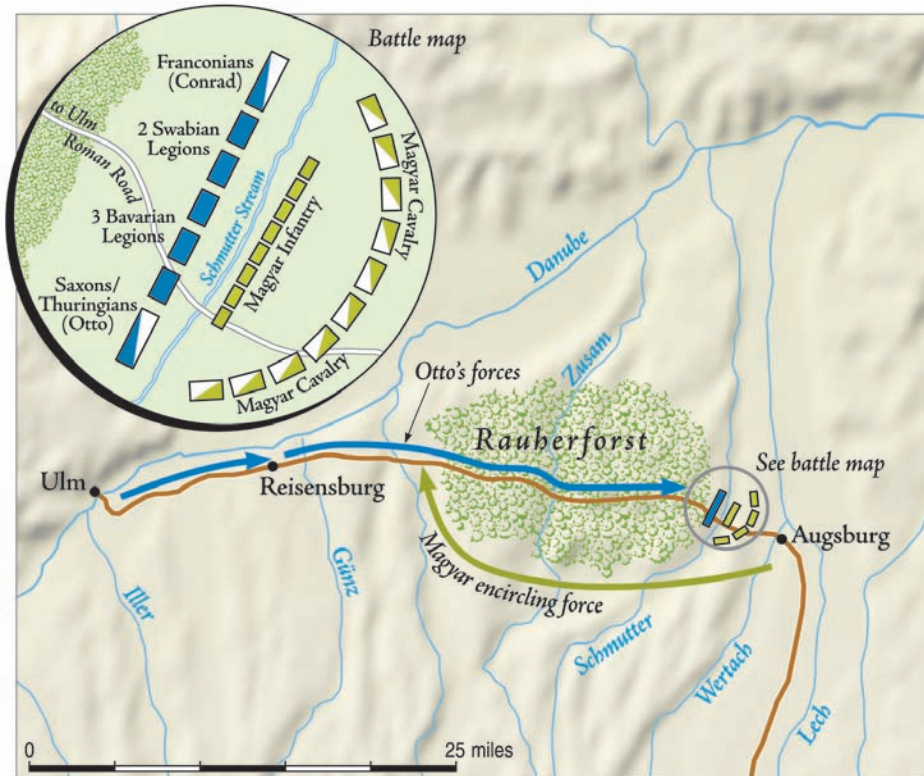 Battle map
Franconians
(Conrad)
to Ulm
Roman Road
2 Swabian
Legions
3 Bavarian
Legions
Saxons/
Thuringians
(Otto)
Schmutter Stream
Magyar Infantry
Magyar Cavalry
Magyar Cavalry
Danube
Otto's forces
Zusam
Rauherforst
See battle map
Ulm
Reisensburg
Augsburg
Magyar encircling force
Iller
Günz
Schmutter
Wertach
Lech
0
25 miles